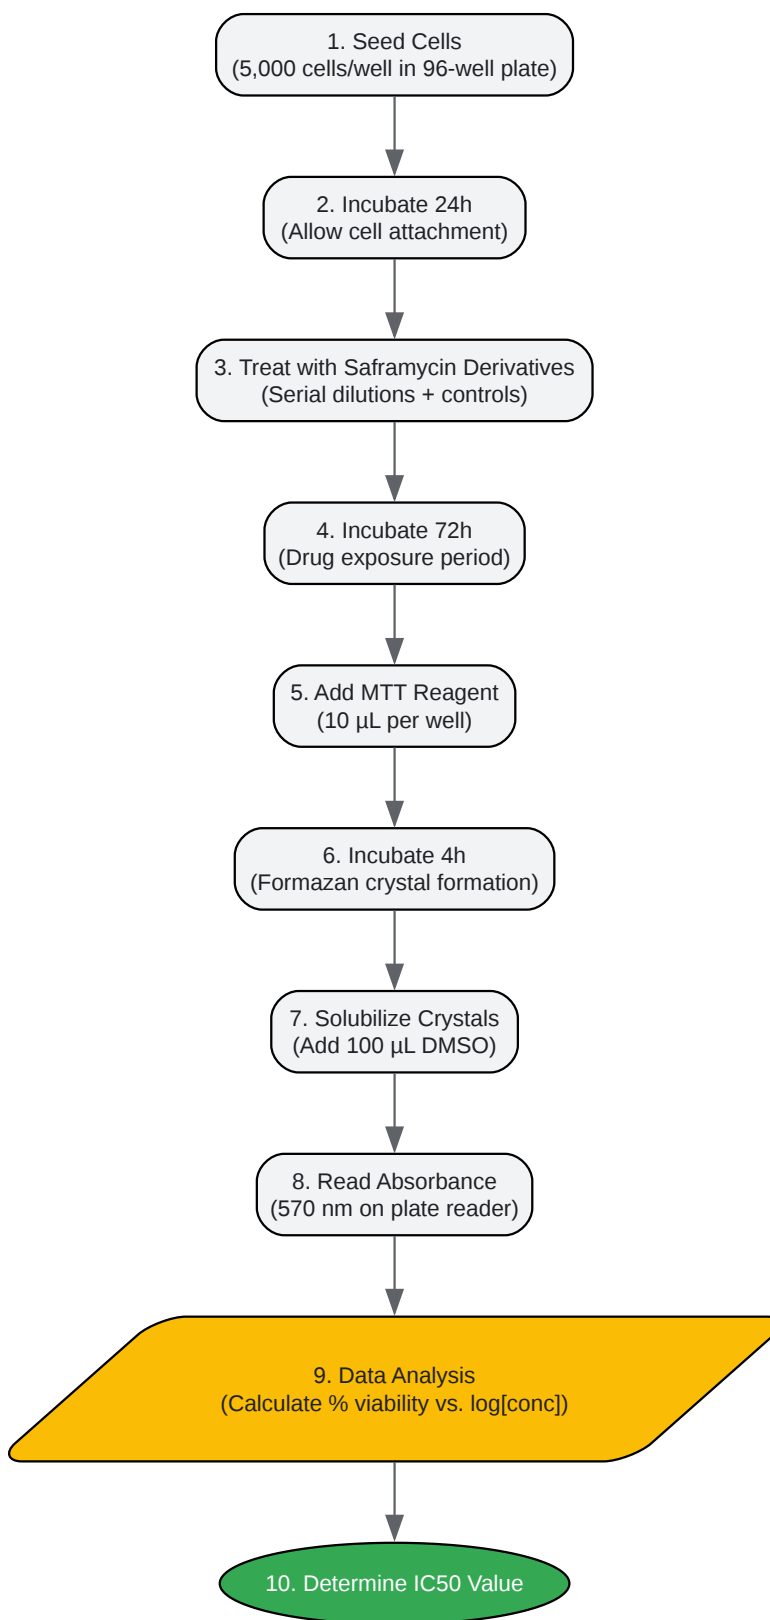 1. Seed Cells
(5,000 cells/well in 96-well plate)
2. Incubate 24h
(Allow cell attachment)
3. Treat with Saframycin Derivatives
(Serial dilutions + controls)
4. Incubate 72h
(Drug exposure period)
5. Add MTT Reagent
(10 µL per well)
6. Incubate 4h
(Formazan crystal formation)
7. Solubilize Crystals
(Add 100 µL DMSO)
8. Read Absorbance
(570 nm on plate reader)
9. Data Analysis
(Calculate % viability vs. log[conc])
10. Determine IC50 Value